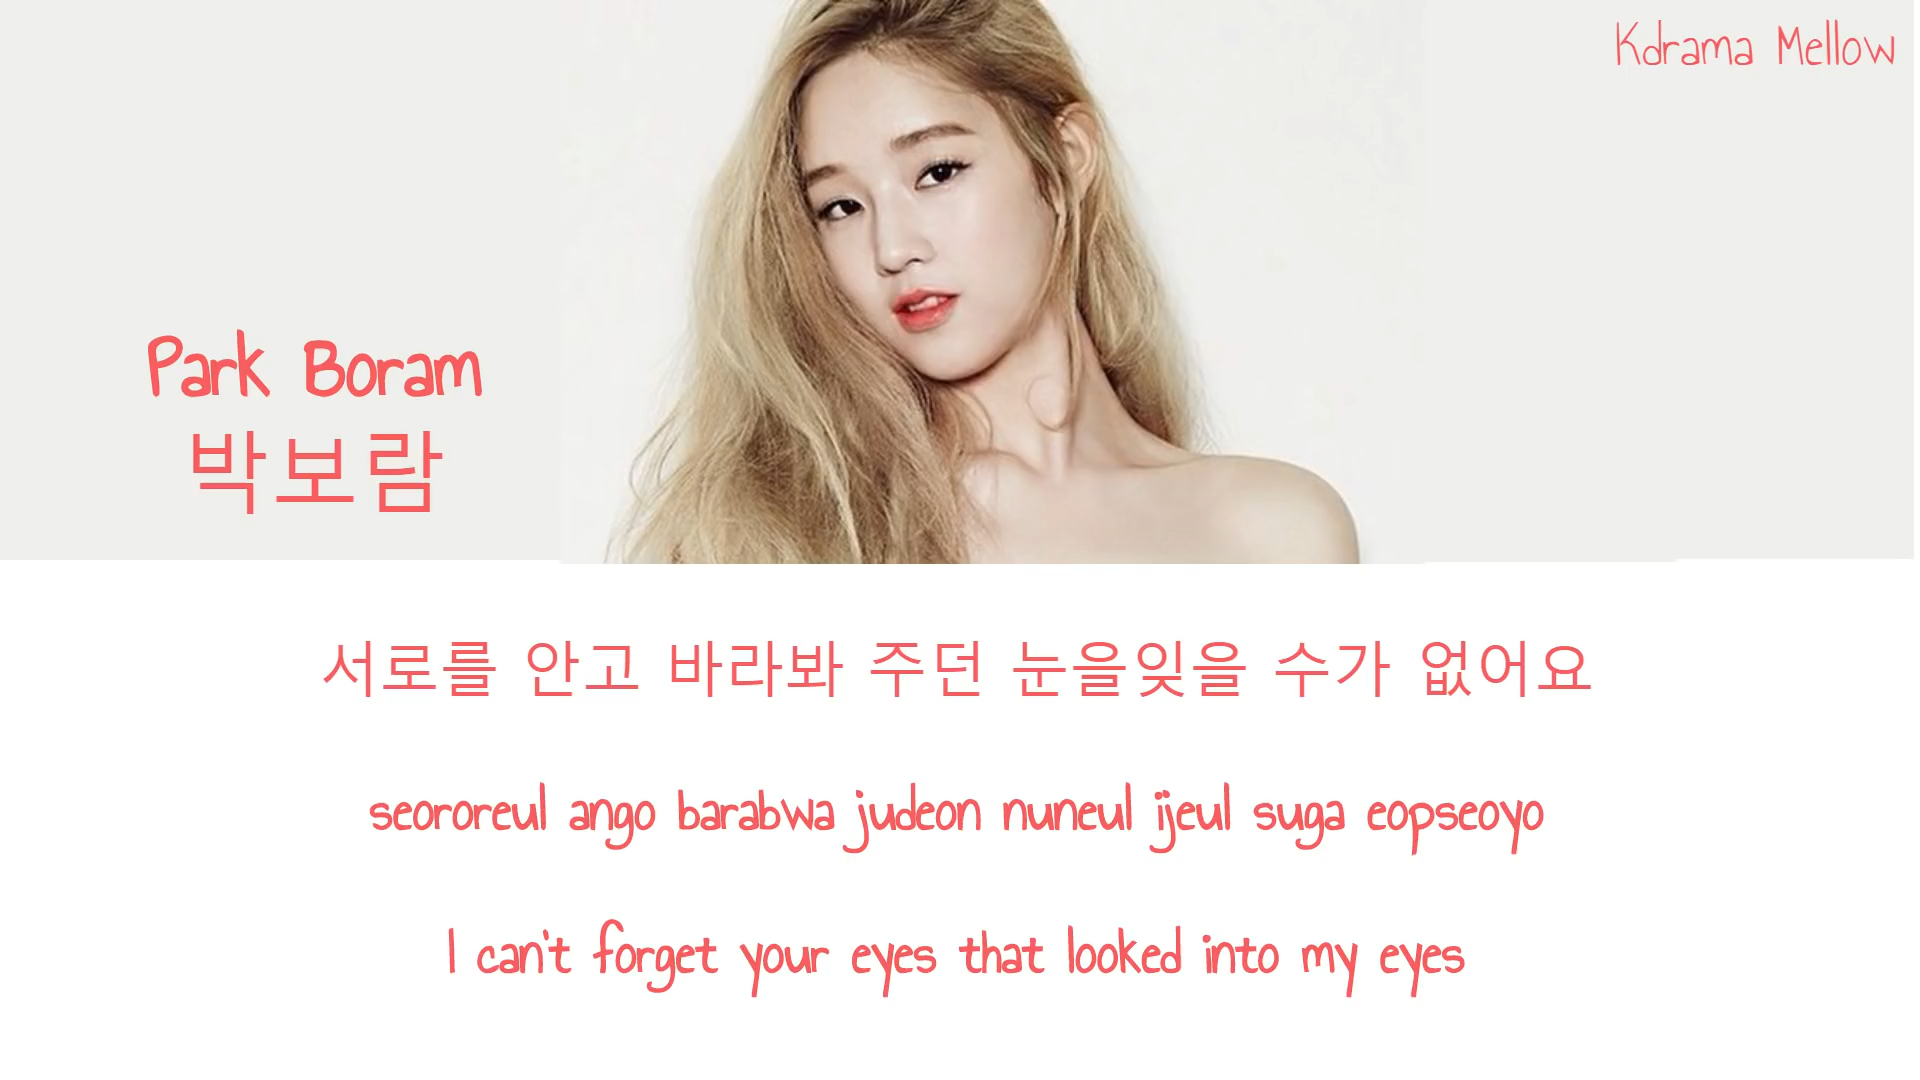 Kdrama Mellow
Park Boram
박보람
서로를 안고 바라봐 주던 눈을잊을 수가 없어요
seororeul ango barabwa judeon nuneul ijeul suga eopseoyo
I can't forget your eyes that looked into my eyes